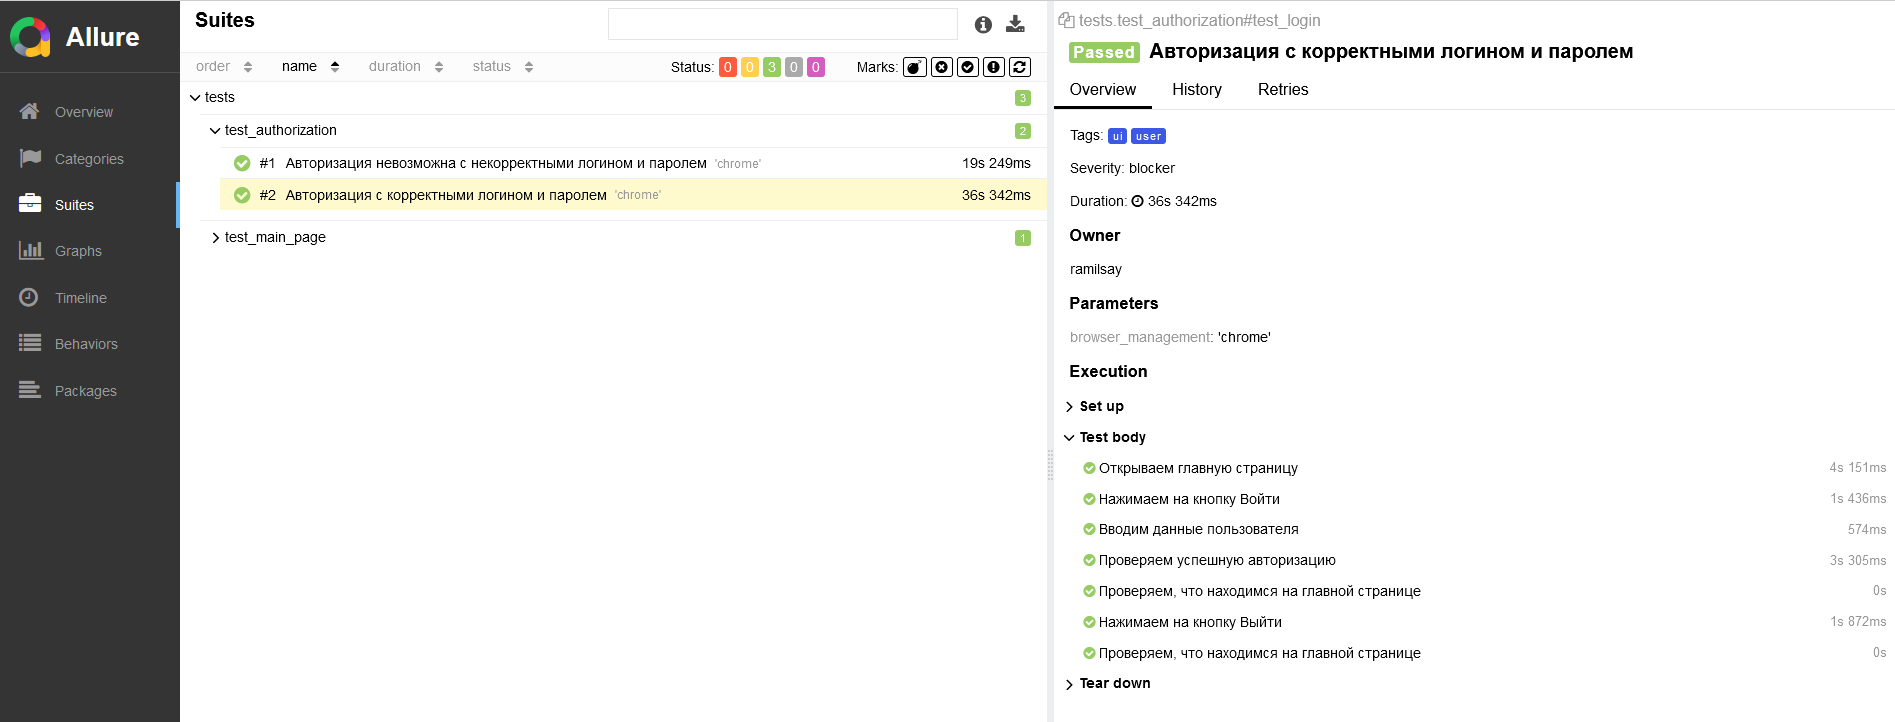 Allure
Overview
Categories
Suites
Graphs
Timeline
Behaviors
Packages
Suites
order name duration status Status: 0 0 3 0 0 Marks:
tests 3
test_authorization 2
#1 Авторизация невозможна с некорректными логином и паролем 'chrome' 19s 249ms
#2 Авторизация с корректными логином и паролем 'chrome' 36s 342ms
test_main_page 1
tests.test_authorization#test_login
Passed Авторизация с корректными логином и паролем
Overview History Retries
Tags: ui user
Severity: blocker
Duration: 36s 342ms
Owner
ramilsay
Parameters
browser_management: 'chrome'
Execution
Set up
Test body
Открываем главную страницу 4s 151ms
Нажимаем на кнопку Войти 1s 436ms
Вводим данные пользователя 574ms
Проверяем успешную авторизацию 3s 305ms
Проверяем, что находимся на главной странице 0s
Нажимаем на кнопку Выйти 1s 872ms
Проверяем, что находимся на главной странице 0s
Tear down